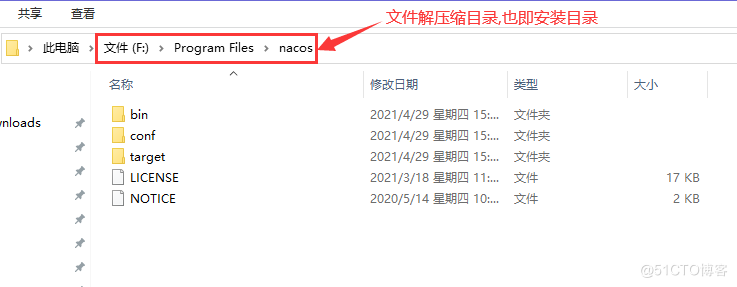 共享 查看
文件解压缩目录,也即安装目录
此电脑 文件 (F:) Program Files nacos
名称 修改日期 类型 大小
wnloads
bin 2021/4/29 星期四 15:... 文件夹
conf 2021/4/29 星期四 15:... 文件夹
target 2021/4/29 星期四 15:... 文件夹
LICENSE 2021/3/18 星期四 11:... 文件 17 KB
NOTICE 2020/5/14 星期四 10:... 文件 2 KB
@51CTO博客